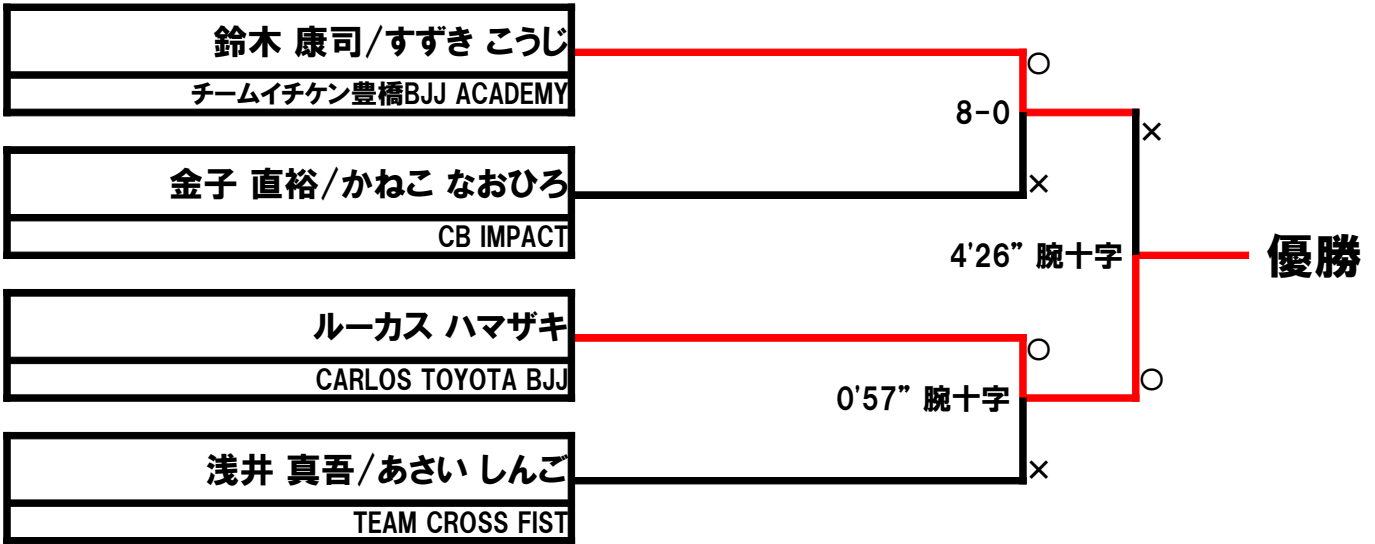 鈴木 康司/すずき こうじ
チームイチケン豊橋BJJ ACADEMY
○
8-0
×
×
金子 直裕/かねこ なおひろ
CB IMPACT
4'26” 腕十字
優勝
ルーカス ハマザキ
CARLOS TOYOTA BJJ
○
0'57” 腕十字
○
×
浅井 真吾/あさい しんご
TEAM CROSS FIST